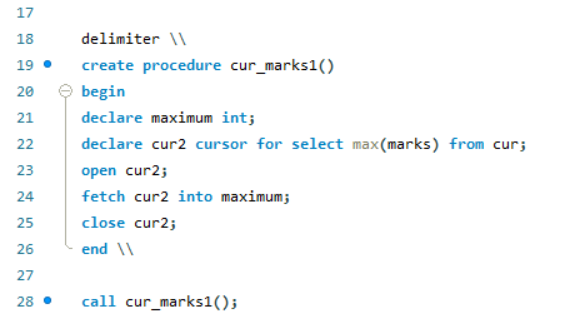 17
18 delimiter \\
19 create procedure cur_marks1()
20 begin
21 declare maximum int;
22 declare cur2 cursor for select max(marks) from cur;
23 open cur2;
24 fetch cur2 into maximum;
25 close cur2;
26 end \\
27
28 call cur_marks1();